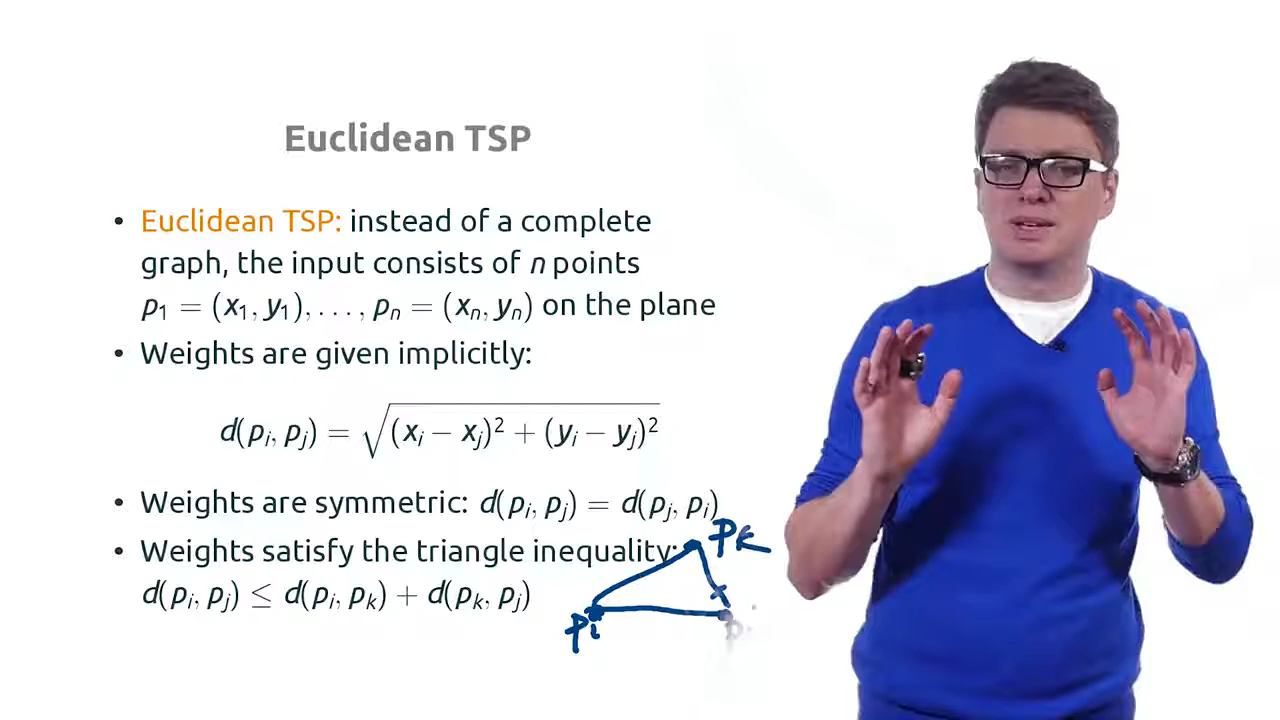 Euclidean TSP
• Euclidean TSP: instead of a complete
graph, the input consists of n points
p₁ = (x₁, y₁), . . . , pₙ = (xₙ, yₙ) on the plane
• Weights are given implicitly:
d(pᵢ, pⱼ) = √(xᵢ − xⱼ)² + (yᵢ − yⱼ)²
• Weights are symmetric: d(pᵢ, pⱼ) = d(pⱼ, pᵢ)
• Weights satisfy the triangle inequality:
d(pᵢ, pⱼ) ≤ d(pᵢ, pₖ) + d(pₖ, pⱼ)
pₖ
pᵢ